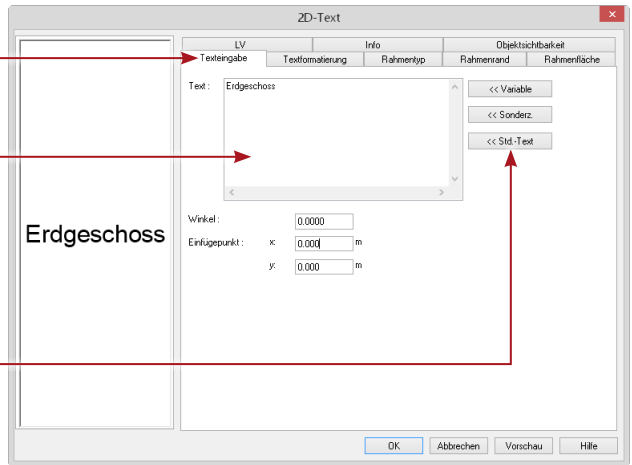 2D-Text
LV Info Objektsichtbarkeit
Texteingabe Textformatierung Rahmentyp Rahmenrand Rahmenfläche
Text : Erdgeschoss
<< Variable
<< Sonderz.
<< Std.-Text
Winkel : 0.0000
Einfügepunkt : x: 0.000 m
y: 0.000 m
Erdgeschoss
OK Abbrechen Vorschau Hilfe